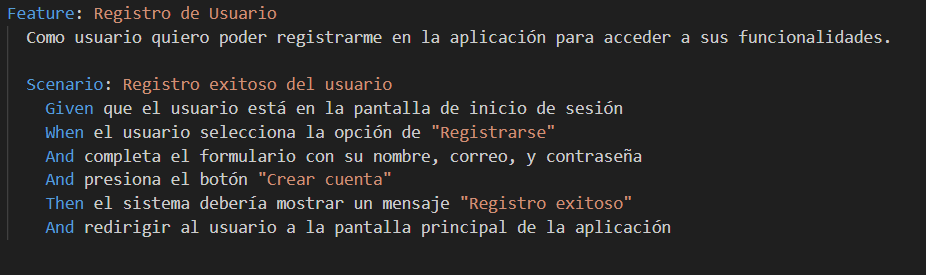 Feature: Registro de Usuario
Como usuario quiero poder registrarme en la aplicación para acceder a sus funcionalidades.
Scenario: Registro exitoso del usuario
Given que el usuario está en la pantalla de inicio de sesión
When el usuario selecciona la opción de "Registrarse"
And completa el formulario con su nombre, correo, y contraseña
And presiona el botón "Crear cuenta"
Then el sistema debería mostrar un mensaje "Registro exitoso"
And redirigir al usuario a la pantalla principal de la aplicación